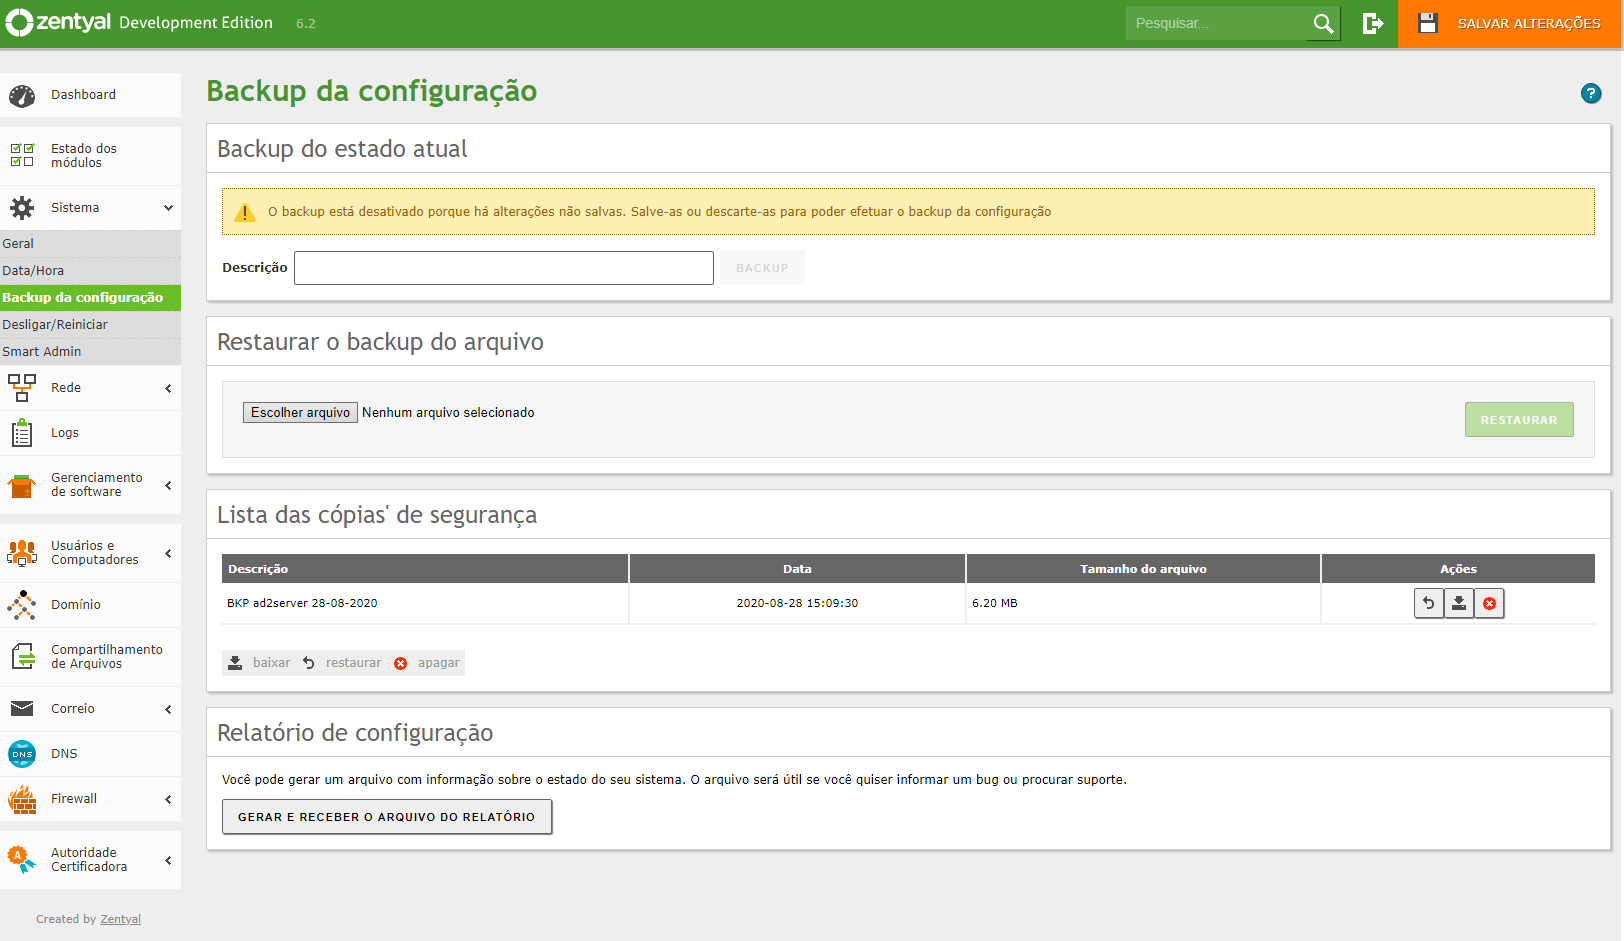 zentyal Development Edition 6.2
Pesquisar...
SALVAR ALTERAÇÕES
Dashboard
Estado dos
módulos
Sistema
Geral
Data/Hora
Backup da configuração
Desligar/Reiniciar
Smart Admin
Rede
Logs
Gerenciamento
de software
Usuários e
Computadores
Domínio
Compartilhamento
de Arquivos
Correio
DNS
DNS
Firewall
A
Autoridade
Certificadora
Created by Zentyal
Backup da configuração
?
Backup do estado atual
O backup está desativado porque há alterações não salvas. Salve-as ou descarte-as para poder efetuar o backup da configuração
Descrição
BACKUP
Restaurar o backup do arquivo
Escolher arquivo Nenhum arquivo selecionado
RESTAURAR
Lista das cópias' de segurança
Descrição Data Tamanho do arquivo Ações
BKP ad2server 28-08-2020 2020-08-28 15:09:30 6.20 MB
baixar restaurar apagar
Relatório de configuração
Você pode gerar um arquivo com informação sobre o estado do seu sistema. O arquivo será útil se você quiser informar um bug ou procurar suporte.
GERAR E RECEBER O ARQUIVO DO RELATÓRIO